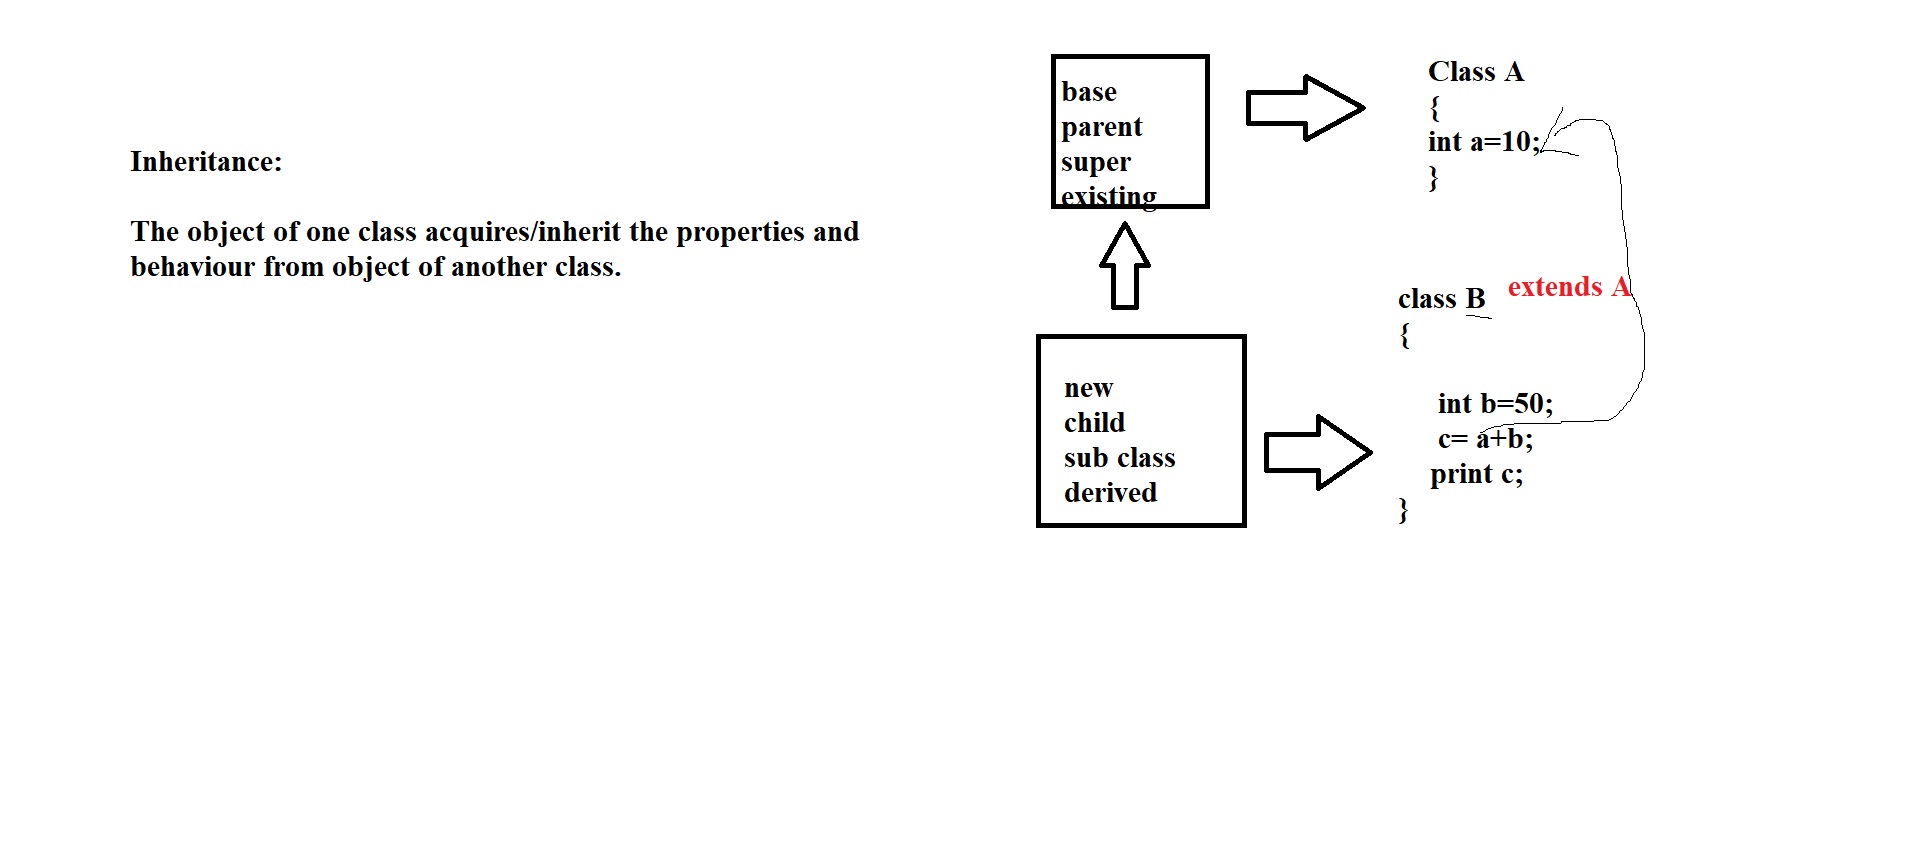 Inheritance:
The object of one class acquires/inherit the properties and
behaviour from object of another class.
base
parent
super
existing
Class A
{
int a=10;
}
new
child
sub class
derived
class B extends A
{
int b=50;
c= a+b;
print c;
}